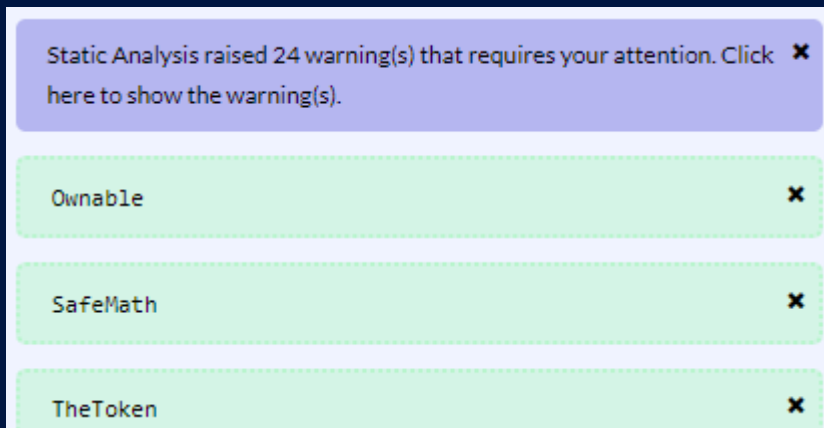 Static Analysis raised 24 warning(s) that requires your attention. Click
here to show the warning(s).
Ownable
SafeMath
TheToken